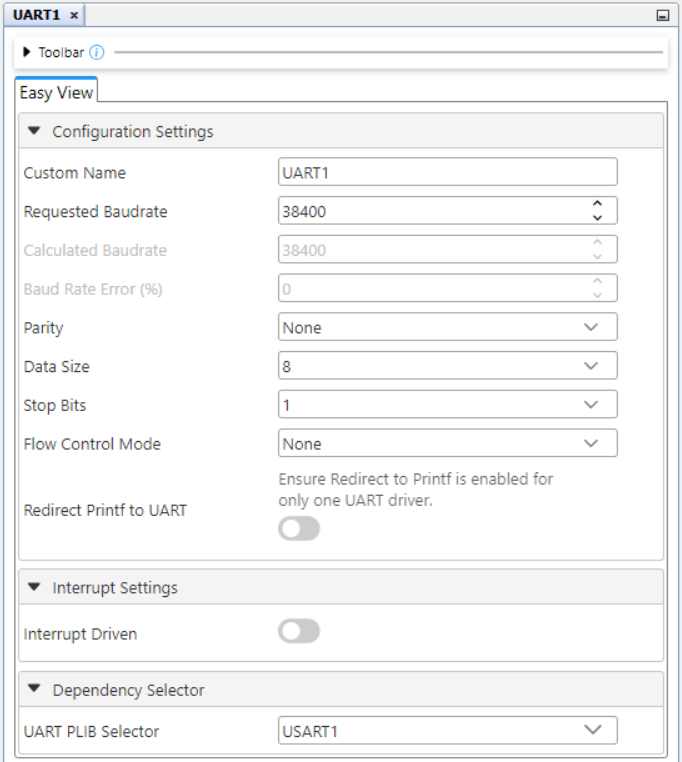 UART1 ×
Toolbar
Easy View
Configuration Settings
Custom Name UART1
Requested Baudrate 38400
Calculated Baudrate 38400
Baud Rate Error (%) 0
Parity None
Data Size 8
Stop Bits 1
Flow Control Mode None
Ensure Redirect to Printf is enabled for
only one UART driver.
Redirect Printf to UART
Interrupt Settings
Interrupt Driven
Dependency Selector
UART PLIB Selector USART1